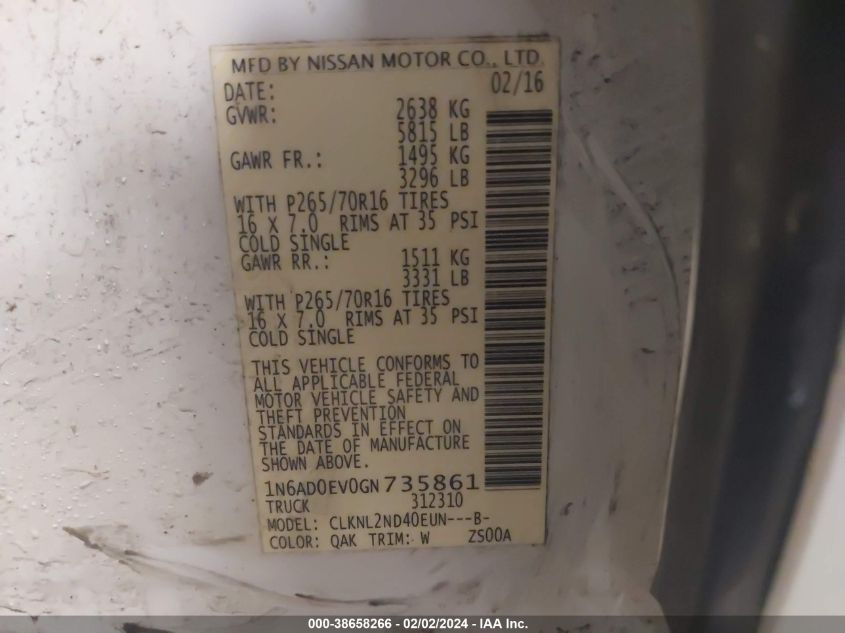 MFD BY NISSAN MOTOR CO., LTD.
DATE: 02/16
GVWR: 2638 KG
5815 LB
GAWR FR.: 1495 KG
3296 LB
WITH P265/70R16 TIRES
16 X 7.0 RIMS AT 35 PSI
COLD SINGLE
GAWR RR.: 1511 KG
3331 LB
WITH P265/70R16 TIRES
16 X 7.0 RIMS AT 35 PSI
COLD SINGLE
THIS VEHICLE CONFORMS TO
ALL APPLICABLE FEDERAL
MOTOR VEHICLE SAFETY AND
THEFT PREVENTION
STANDARDS IN EFFECT ON
THE DATE OF MANUFACTURE
SHOWN ABOVE.
1N6AD0EV0GN 735861
TRUCK 312310
MODEL: CLKNL2ND40EUN---B-
COLOR: QAK TRIM: W ZS00A
000-38658266 - 02/02/2024 - IAA Inc.